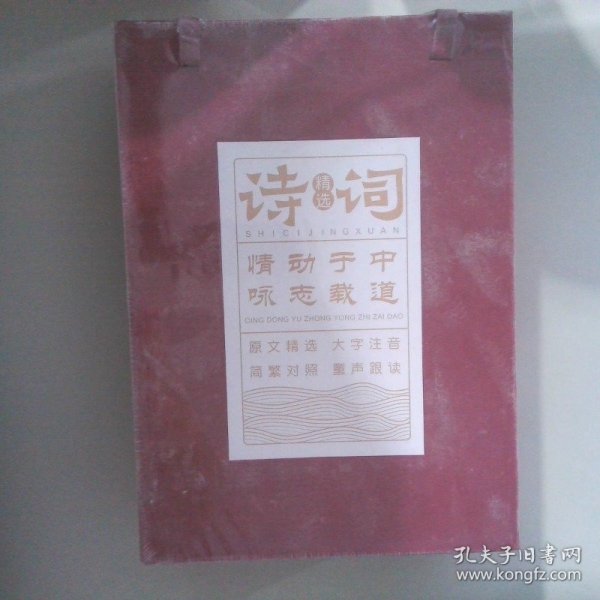 诗精选词
SHICIJINGXUAN
情动于中
咏志载道
QING DONG YU ZHONG YONG ZHI ZAI DAO
原文精选 大字注音
简繁对照 童声跟读
孔夫子旧书网
www.kongfz.com